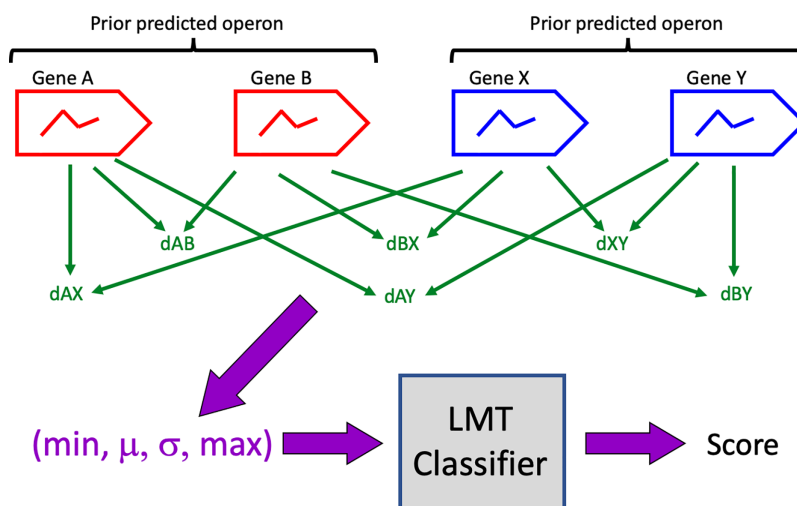 Prior predicted operon
Prior predicted operon
Gene A
Gene B
Gene X
Gene Y
dAB
dBX
dXY
dAX
dAY
dBY
(min, μ, σ, max)
LMT
Classifier
Score